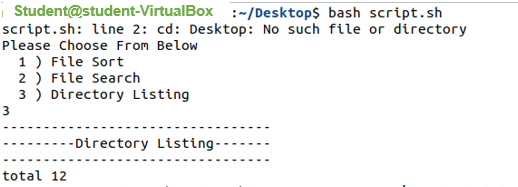 Student@student-VirtualBox :~/Desktop$ bash script.sh
script.sh: line 2: cd: Desktop: No such file or directory
Please Choose From Below
1 ) File Sort
2 ) File Search
3 ) Directory Listing
3
---------------------------------
---------Directory Listing-------
---------------------------------
total 12